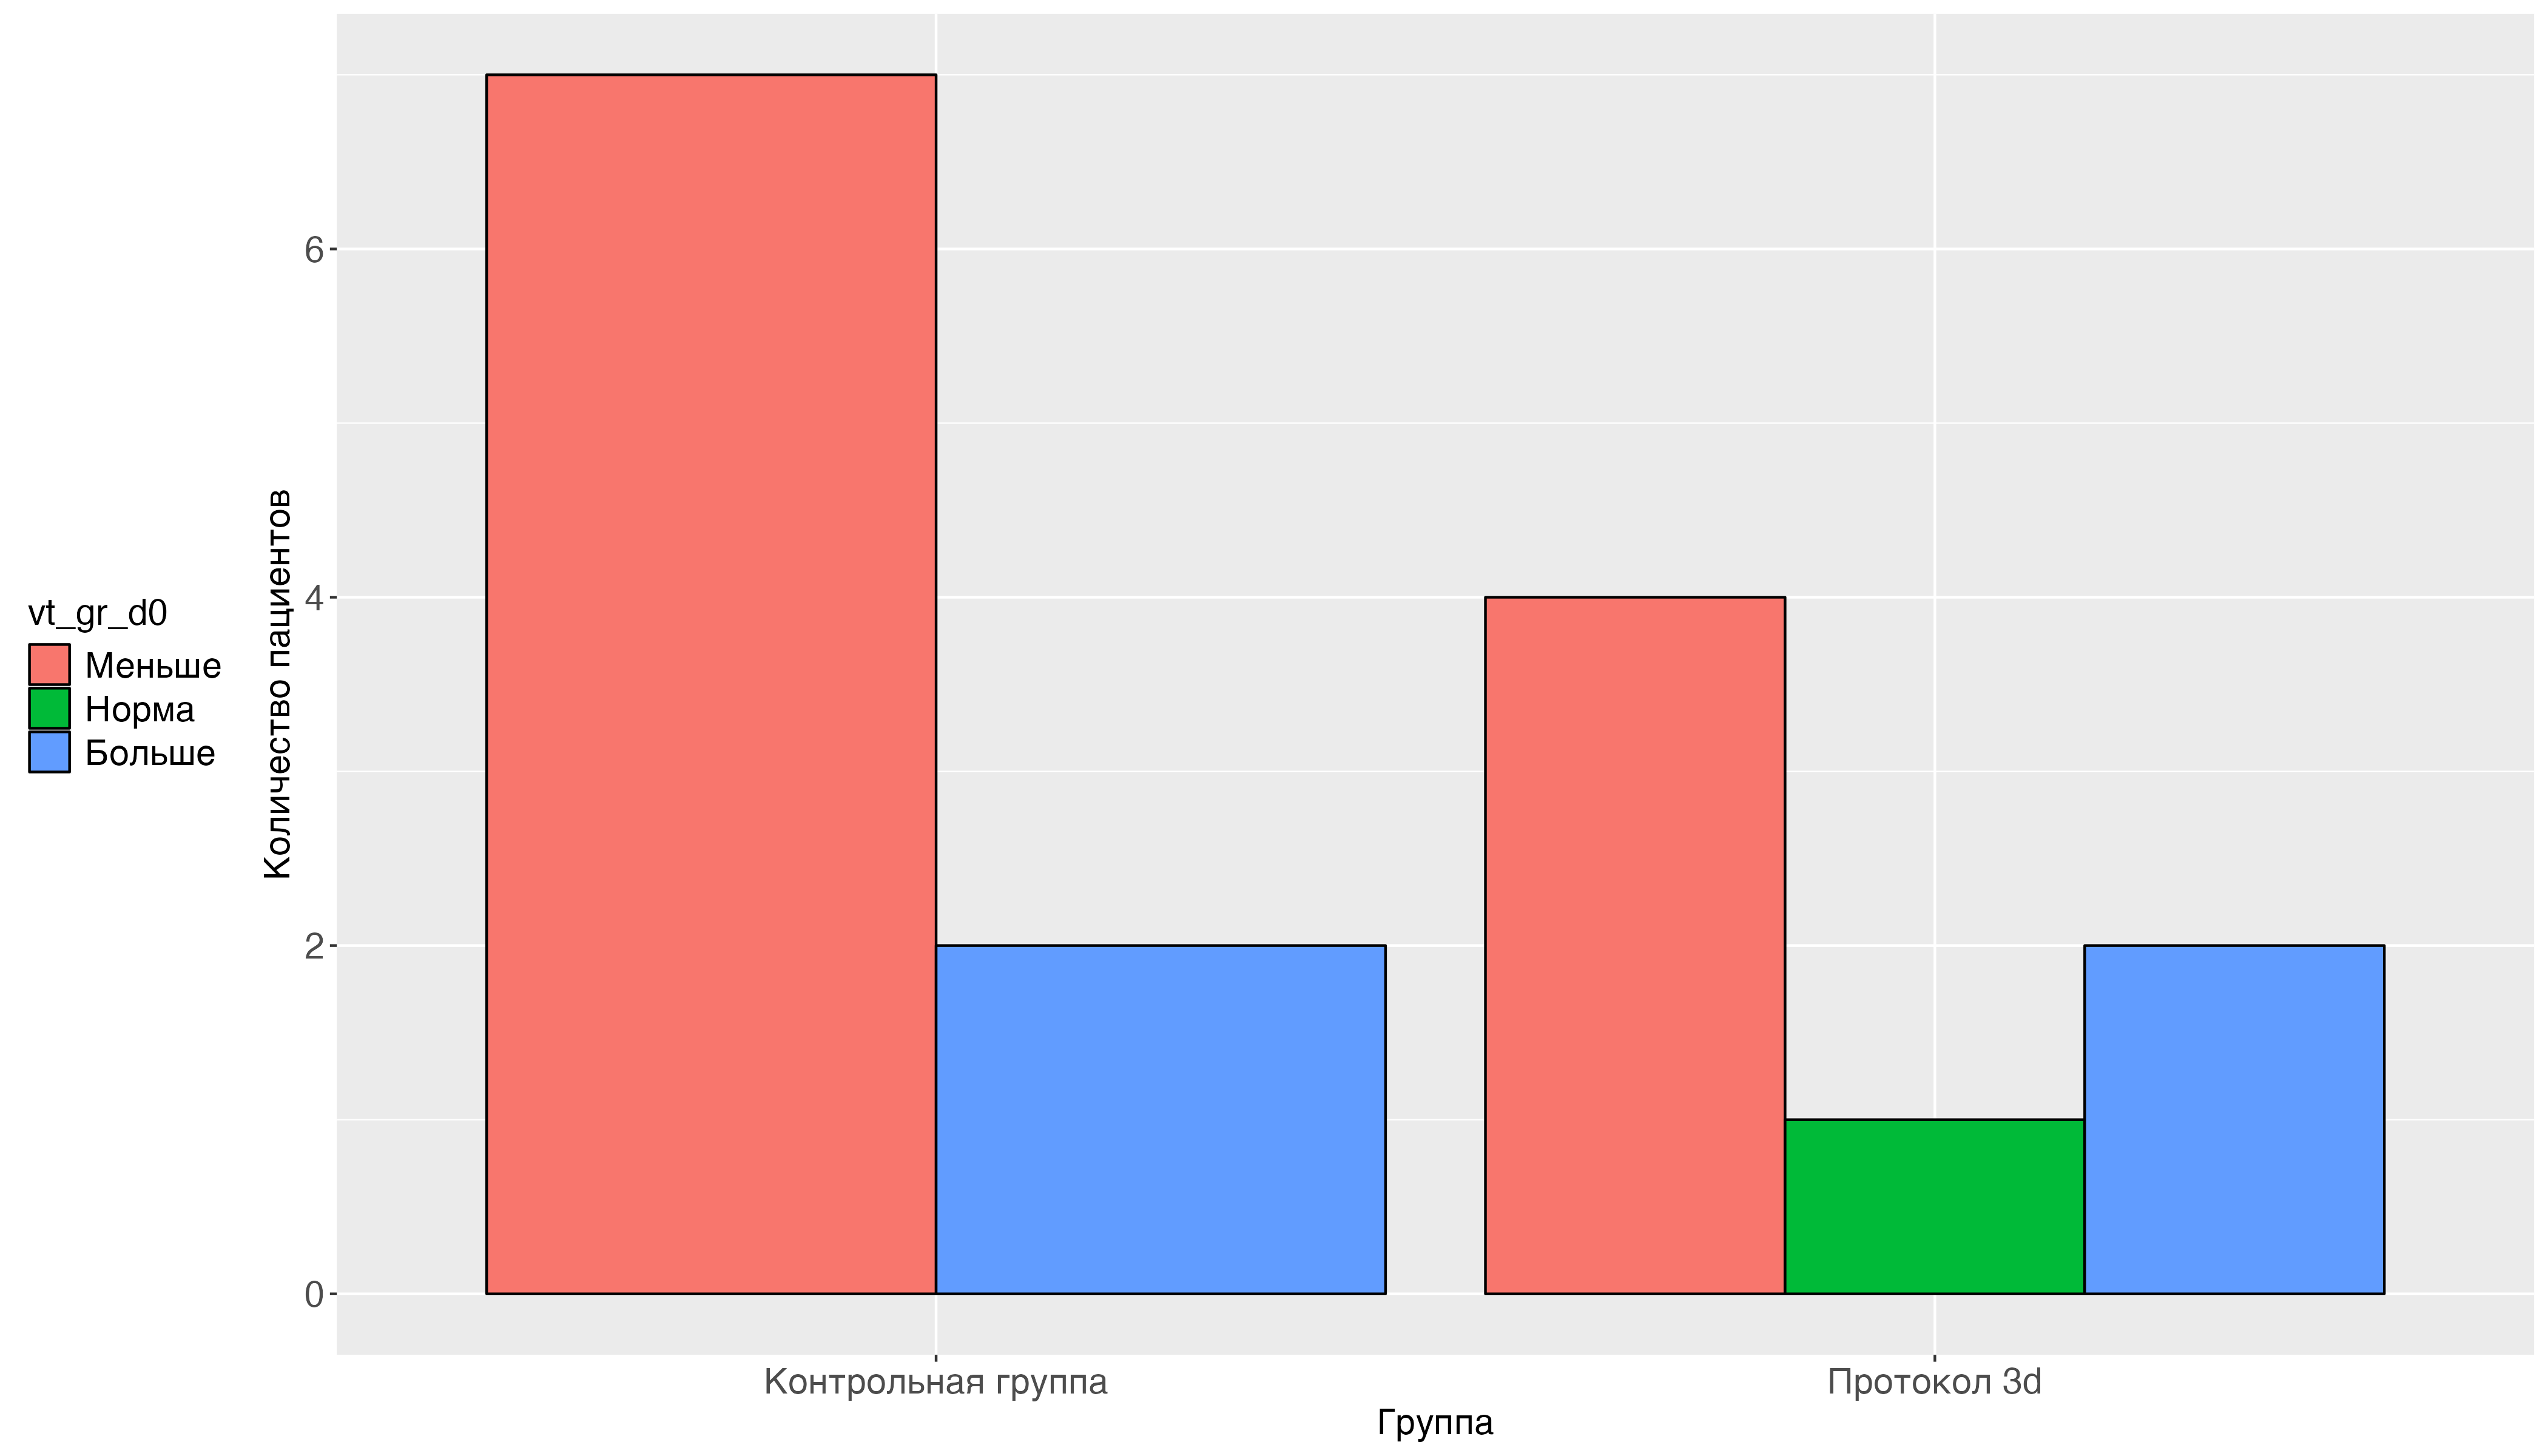 vt_gr_d0
Меньше
Норма
Больше
Количество пациентов
6
4
2
0
Контрольная группа
Протокол 3d
Группа